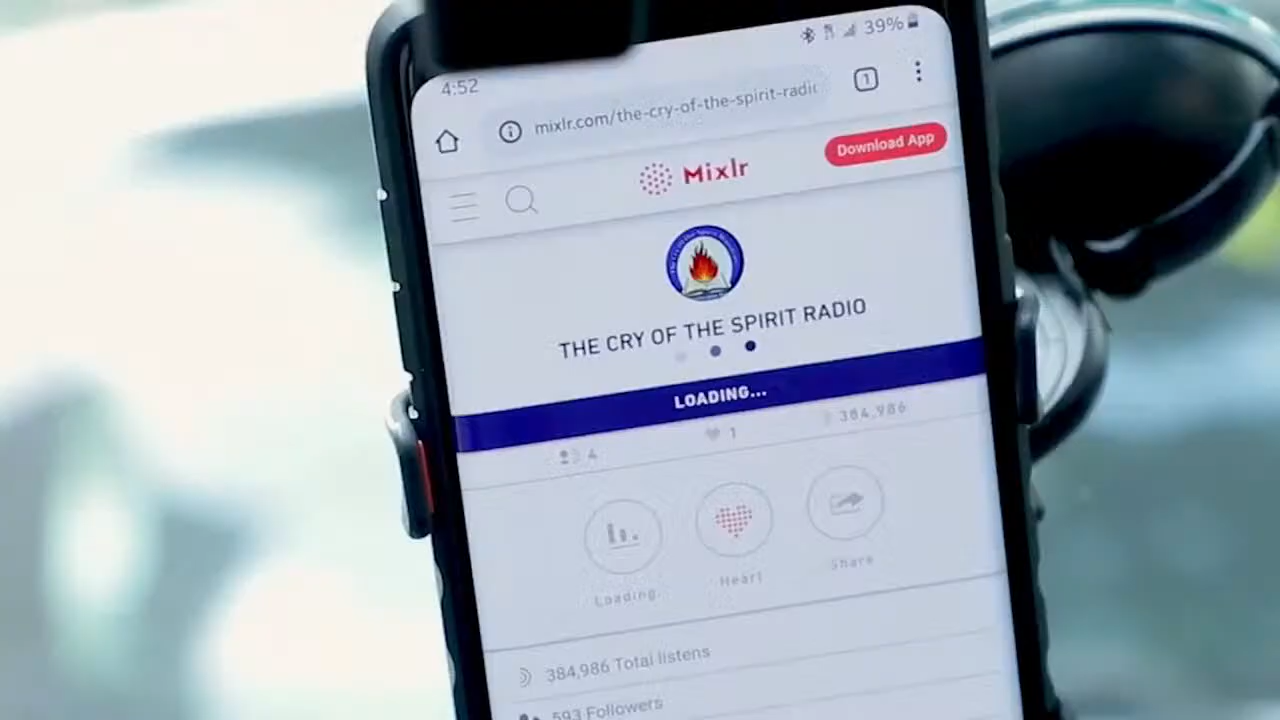 4:52
39%
mixlr.com/the-cry-of-the-spirit-radio
1
Mixlr
Download App
THE CRY OF THE SPIRIT RADIO
LOADING...
4
1
384,986
Loading.
Heart
Share
384,986 Total listens
593 Followers